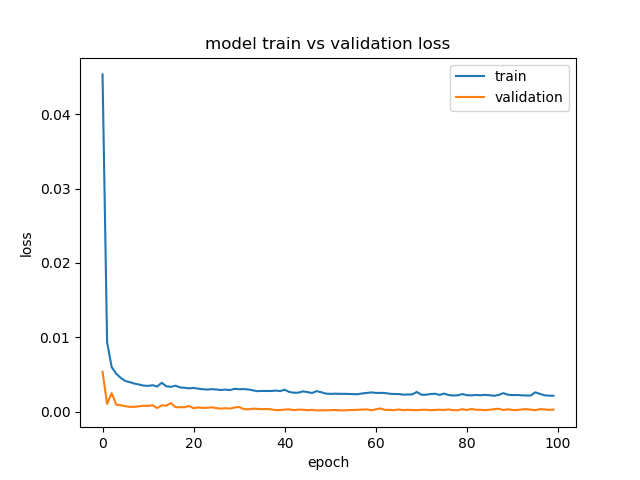 model train vs validation loss
train
validation
0.04
0.03
0.02
0.01
0.00
loss
0 20 40 60 80 100
epoch